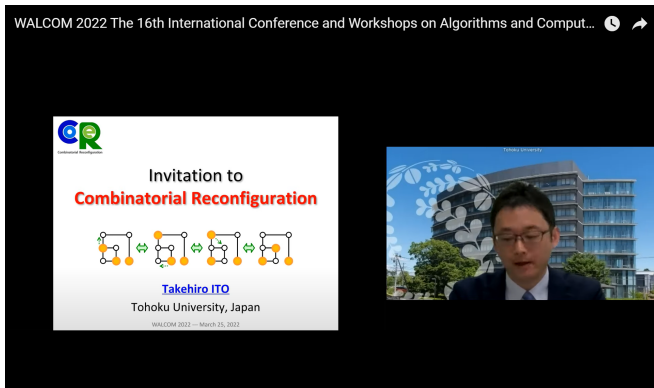 WALCOM 2022 The 16th International Conference and Workshops on Algorithms and Comput...
CoRe
Combinatorial Reconfiguration
Invitation to
Combinatorial Reconfiguration
Takehiro ITO
Tohoku University, Japan
WALCOM 2022 --- March 25, 2022
Tohoku University